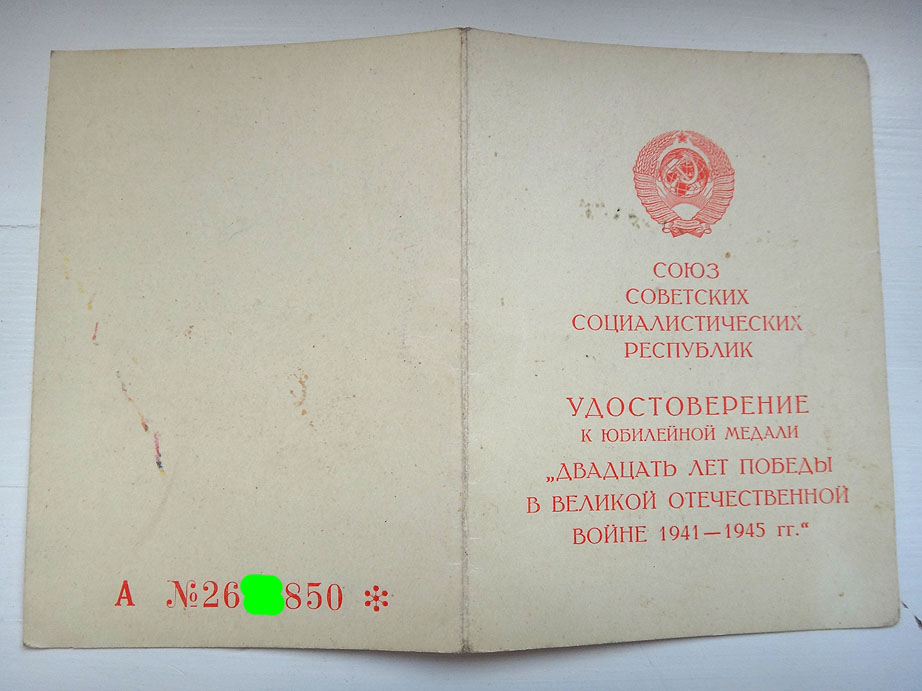 СОЮЗ
СОВЕТСКИХ
СОЦИАЛИСТИЧЕСКИХ
РЕСПУБЛИК
УДОСТОВЕРЕНИЕ
К ЮБИЛЕЙНОЙ МЕДАЛИ
„ДВАДЦАТЬ ЛЕТ ПОБЕДЫ
В ВЕЛИКОЙ ОТЕЧЕСТВЕННОЙ
ВОЙНЕ 1941—1945 гг.“
А №26 850 *